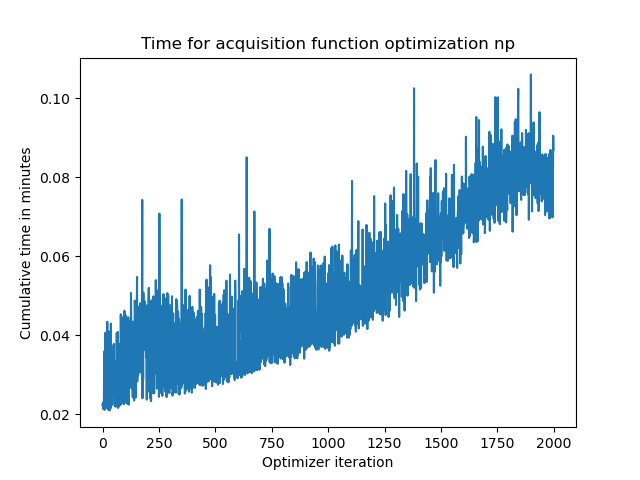 Time for acquisition function optimization np
Cumulative time in minutes
0.10
0.08
0.06
0.04
0.02
0 250 500 750 1000 1250 1500 1750 2000
Optimizer iteration